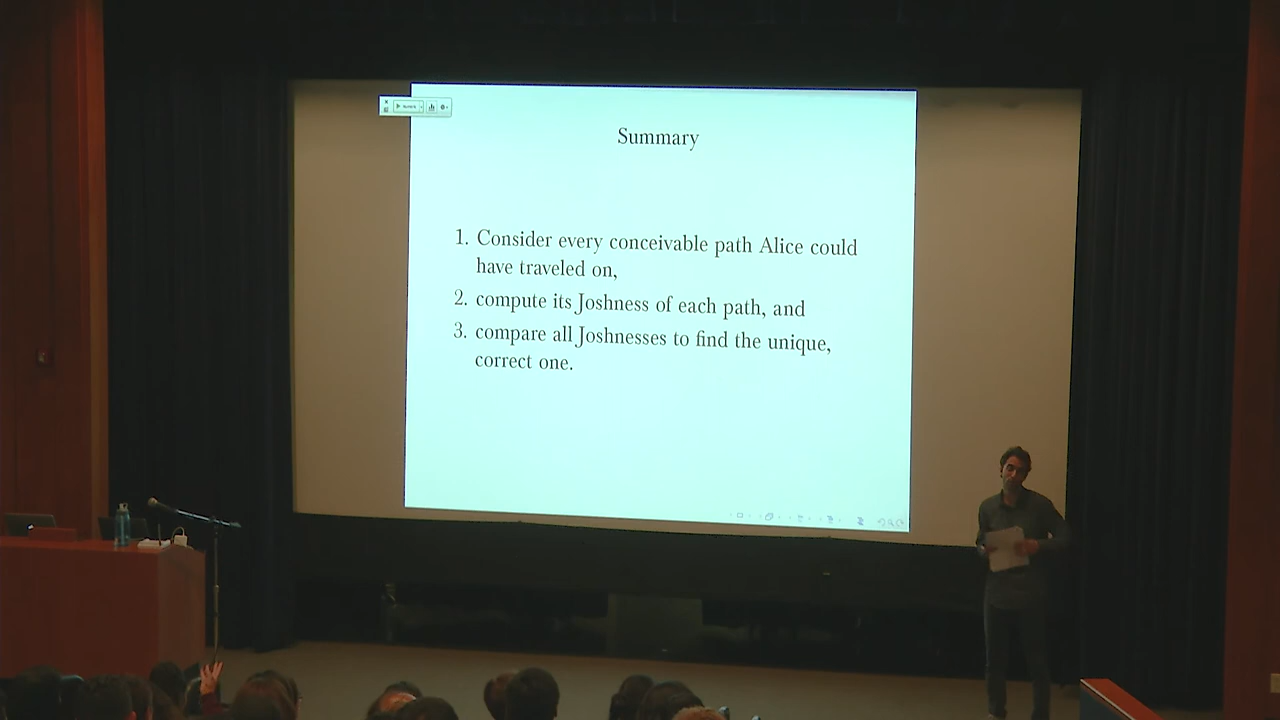 Summary
1. Consider every conceivable path Alice could
have traveled on,
2. compute its Joshness of each path, and
3. compare all Joshnesses to find the unique,
correct one.